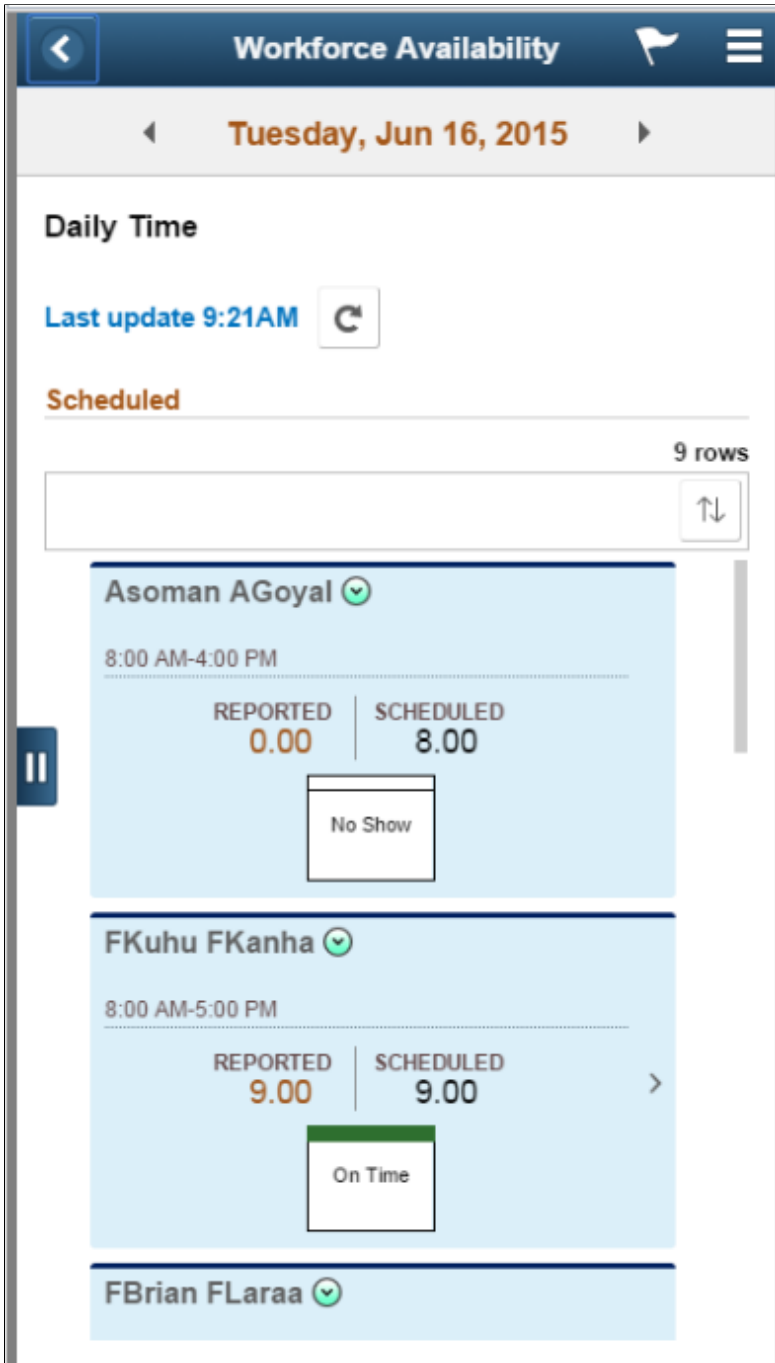 Workforce Availability
Tuesday, Jun 16, 2015
Daily Time
Last update 9:21AM
Scheduled
9 rows
Asoman AGoyal
8:00 AM-4:00 PM
REPORTED SCHEDULED
0.00 8.00
No Show
FKuhu FKanha
8:00 AM-5:00 PM
REPORTED SCHEDULED
9.00 9.00
On Time
FBrian FLaraa